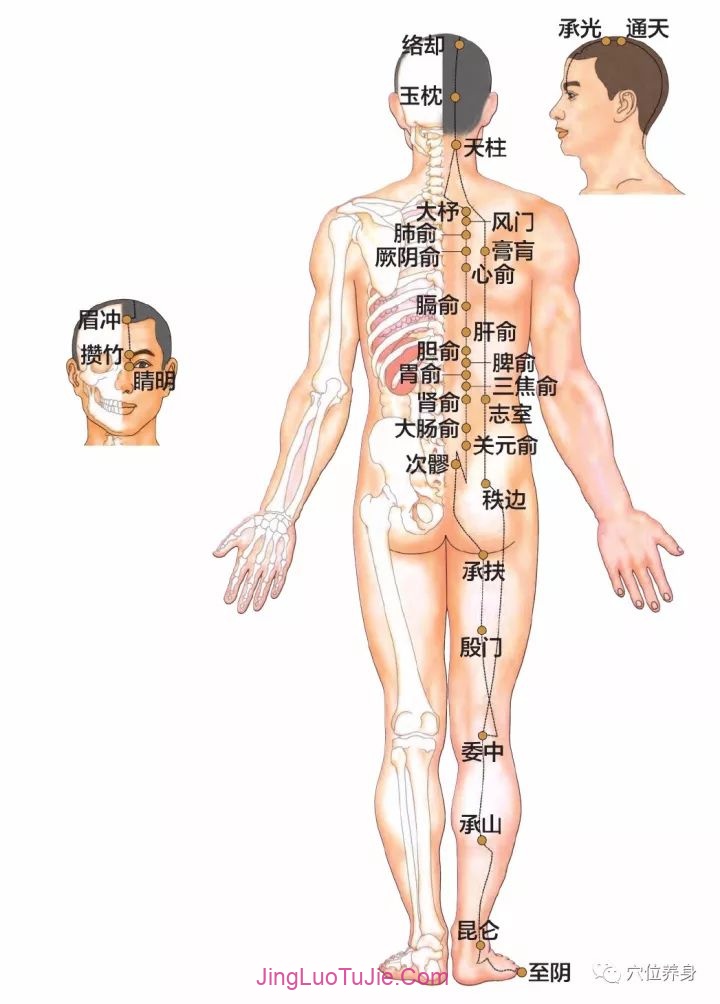 承光
通天
络却
玉枕
天柱
大杼
风门
肺俞
厥阴俞
膏肓
心俞
膈俞
肝俞
胆俞
脾俞
胃俞
三焦俞
肾俞
志室
大肠俞
关元俞
次髎
秩边
承扶
殷门
委中
承山
昆仑
至阴
眉冲
攒竹
睛明
JingLuoTuJie.Com
穴位养身